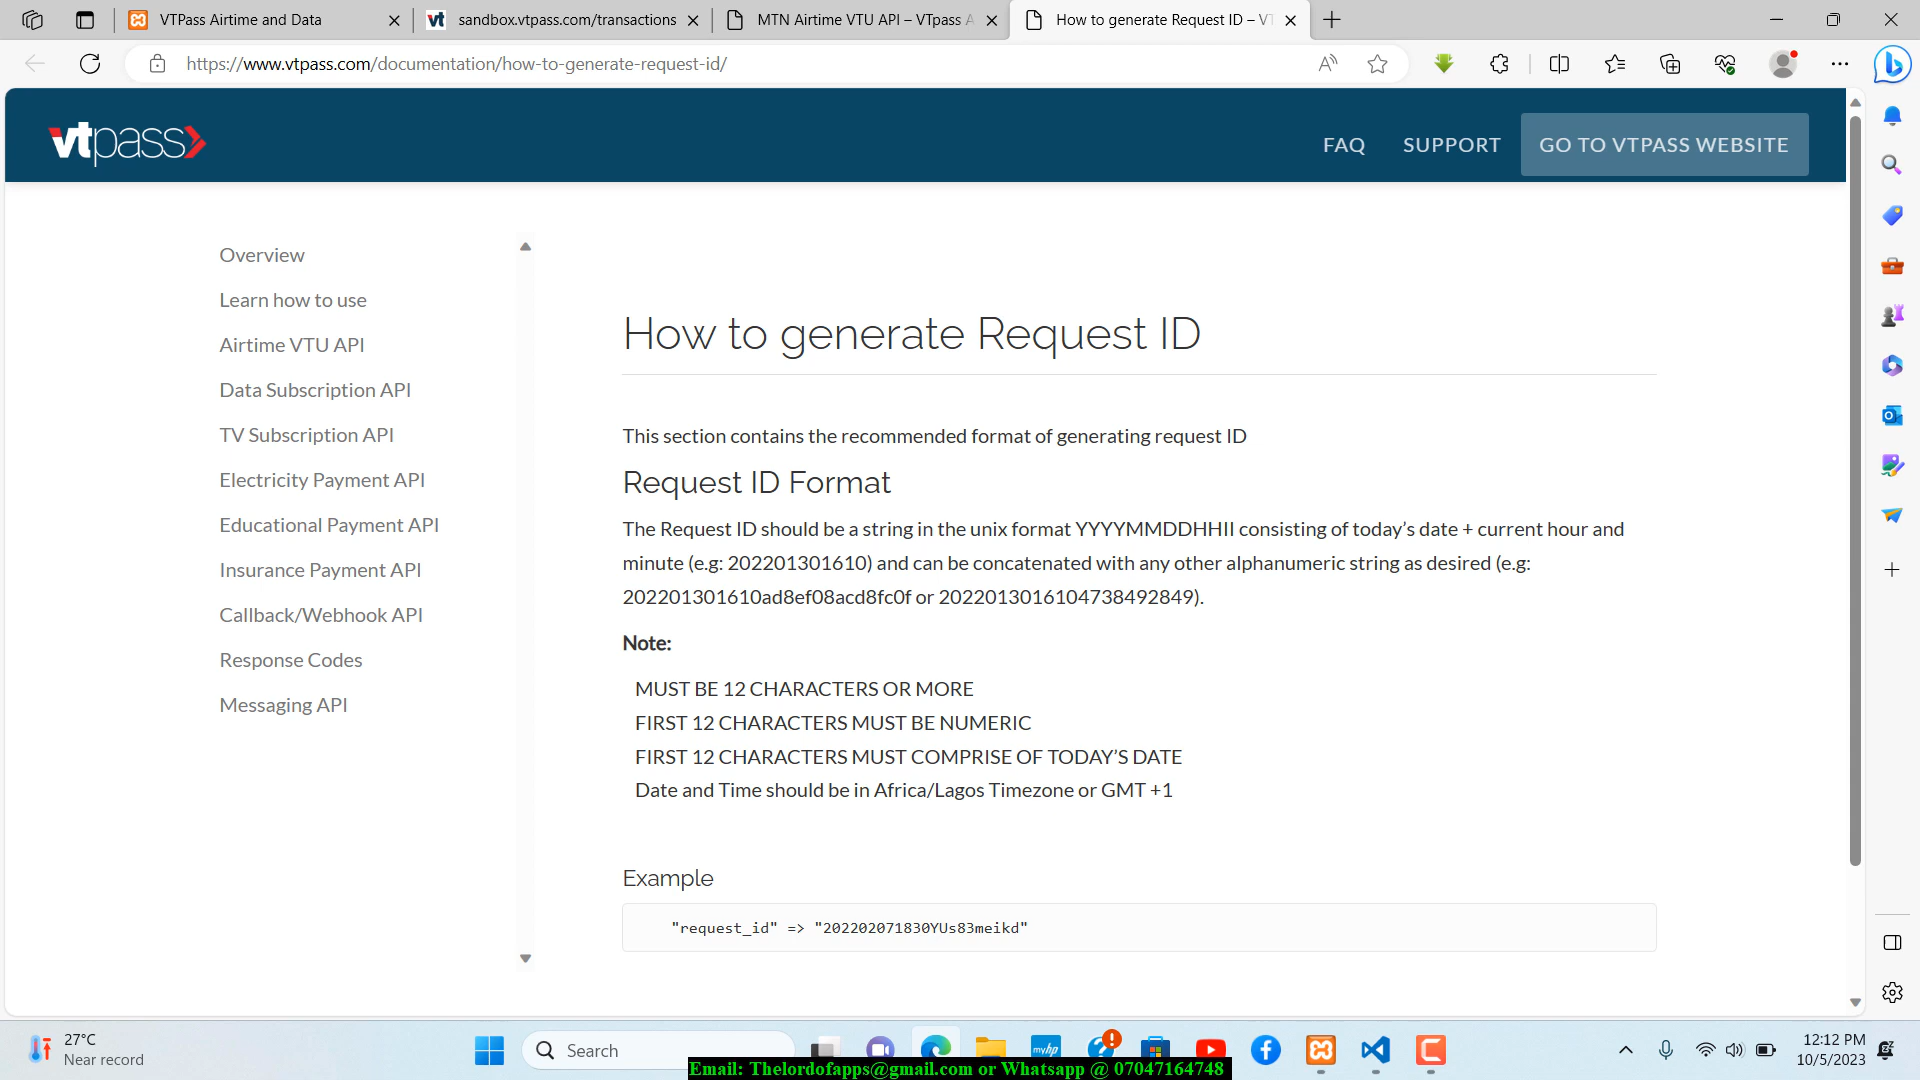 VTPass Airtime and Data
sandbox.vtpass.com/transactions
MTN Airtime VTU API – VTpass A
How to generate Request ID – VT
https://www.vtpass.com/documentation/how-to-generate-request-id/
vtpass
FAQ
SUPPORT
GO TO VTPASS WEBSITE
Overview
Learn how to use
Airtime VTU API
Data Subscription API
TV Subscription API
Electricity Payment API
Educational Payment API
Insurance Payment API
Callback/Webhook API
Response Codes
Messaging API
How to generate Request ID
This section contains the recommended format of generating request ID
Request ID Format
The Request ID should be a string in the unix format YYYYMMDDHHII consisting of today’s date + current hour and
minute (e.g: 202201301610) and can be concatenated with any other alphanumeric string as desired (e.g:
202201301610ad8ef08acd8fc0f or 2022013016104738492849).
Note:
MUST BE 12 CHARACTERS OR MORE
FIRST 12 CHARACTERS MUST BE NUMERIC
FIRST 12 CHARACTERS MUST COMPRISE OF TODAY’S DATE
Date and Time should be in Africa/Lagos Timezone or GMT +1
Example
"request_id" => "202202071830YUs83meikd"
27°C
Near record
Search
myhp
12:12 PM
10/5/2023
Email: Thelordofapps@gmail.com or Whatsapp @ 07047164748